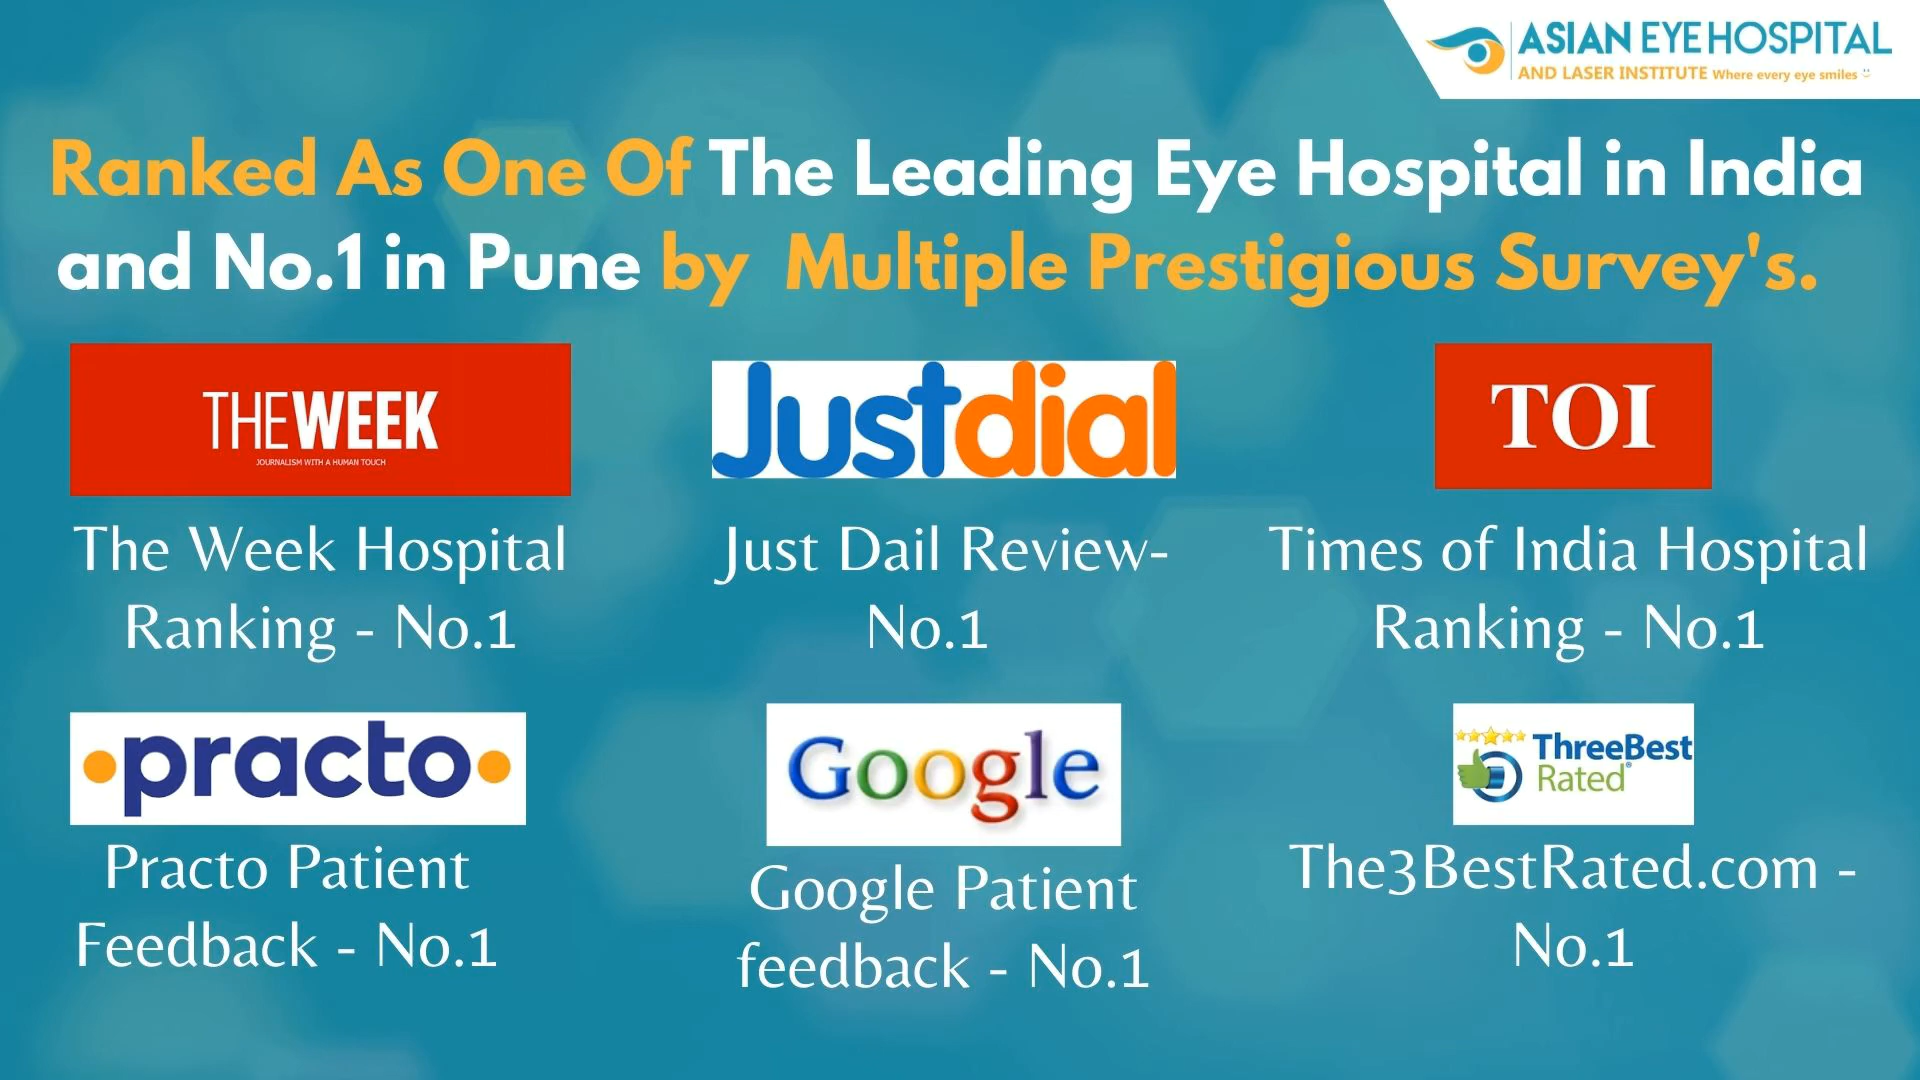 ASIAN EYE HOSPITAL
AND LASER INSTITUTE Where every eye smiles
Ranked As One Of The Leading Eye Hospital in India
and No.1 in Pune by Multiple Prestigious Survey's.
THE WEEK
JOURNALISM WITH A HUMAN TOUCH
The Week Hospital
Ranking - No.1
Justdial
Just Dail Review-
No.1
TOI
Times of India Hospital
Ranking - No.1
practo
Practo Patient
Feedback - No.1
Google
Google Patient
feedback - No.1
ThreeBest
Rated®
The3BestRated.com -
No.1